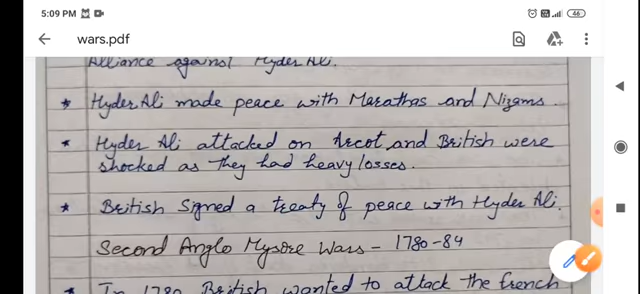 5:09 PM
46
wars.pdf
Alliance against Hyder Ali.
* Hyder Ali made peace with Marathas and Nizams.
* Hyder Ali attacked on Arcot and British were
shocked as they had heavy losses.
* British Signed a treaty of peace with Hyder Ali.
Second Anglo Mysore Wars - 1780-84
* In 1780 British wanted to attack the french